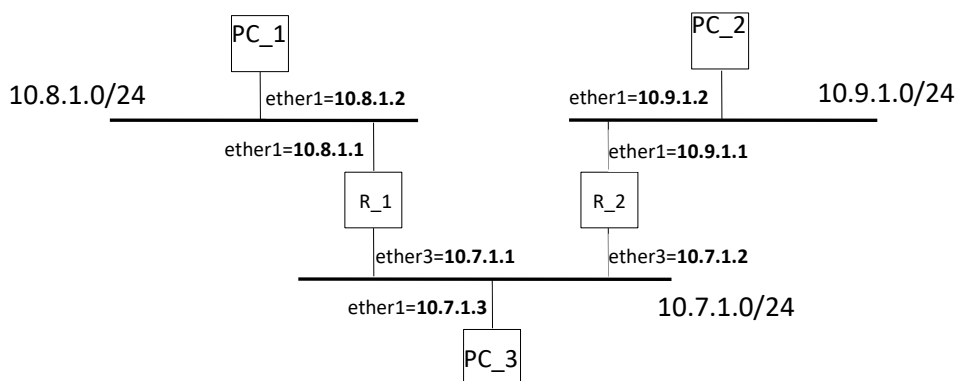 PC_1
PC_2
10.8.1.0/24
ether1=10.8.1.2
ether1=10.9.1.2
10.9.1.0/24
ether1=10.8.1.1
ether1=10.9.1.1
R_1
R_2
ether3=10.7.1.1
ether3=10.7.1.2
ether1=10.7.1.3
10.7.1.0/24
PC_3